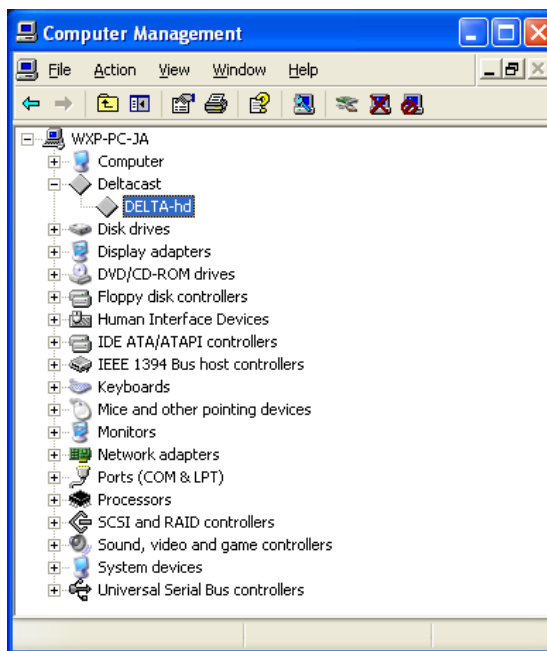 Computer Management
File Action View Window Help
WXP-PC-JA
Computer
Deltacast
DELTA-hd
Disk drives
Display adapters
DVD/CD-ROM drives
Floppy disk controllers
Human Interface Devices
IDE ATA/ATAPI controllers
IEEE 1394 Bus host controllers
Keyboards
Mice and other pointing devices
Monitors
Network adapters
Ports (COM & LPT)
Processors
SCSI and RAID controllers
Sound, video and game controllers
System devices
Universal Serial Bus controllers